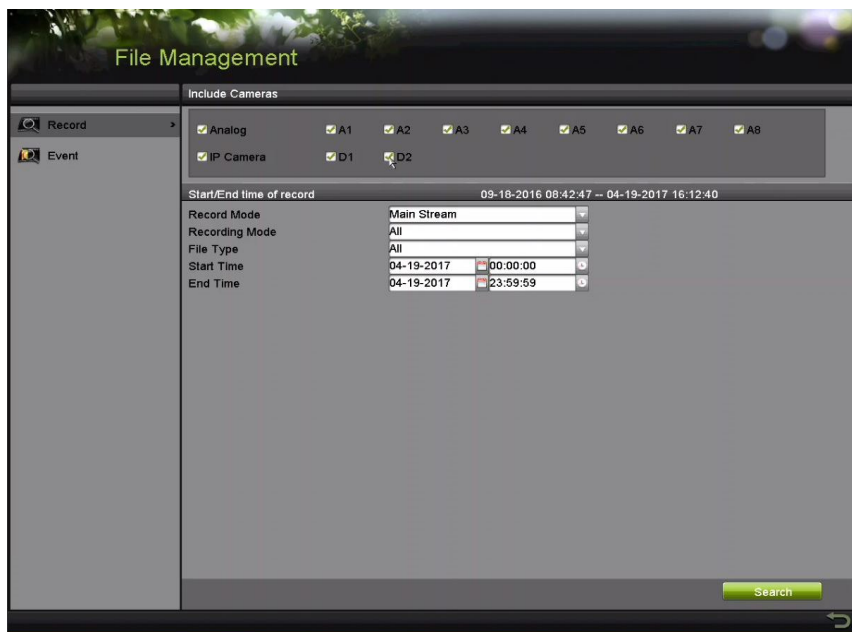 File Management
Include Cameras
Record >
Event
Analog A1 A2 A3 A4 A5 A6 A7 A8
IP Camera D1 D2
Start/End time of record 09-18-2016 08:42:47 -- 04-19-2017 16:12:40
Record Mode Main Stream
Recording Mode All
File Type All
Start Time 04-19-2017 00:00:00
End Time 04-19-2017 23:59:59
Search